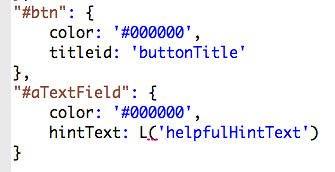 "#btn": {
    color: '#000000',
    titleid: 'buttonTitle'
},
"#aTextField": {
    color: '#000000',
    hintText: L('helpfulHintText')
}